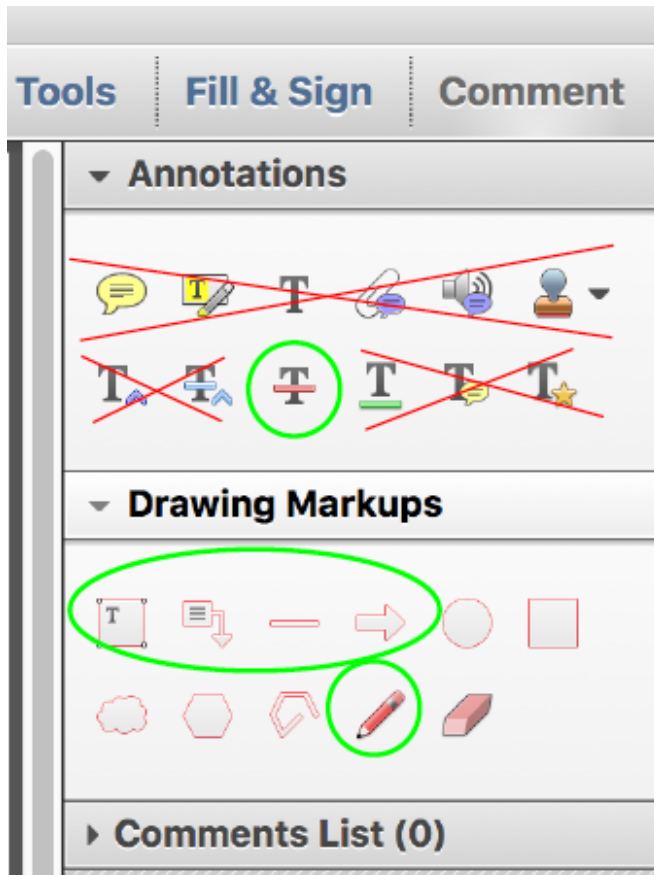 Tools Fill & Sign Comment
Annotations
T T
T T T T T T
Drawing Markups
T
Comments List (0)